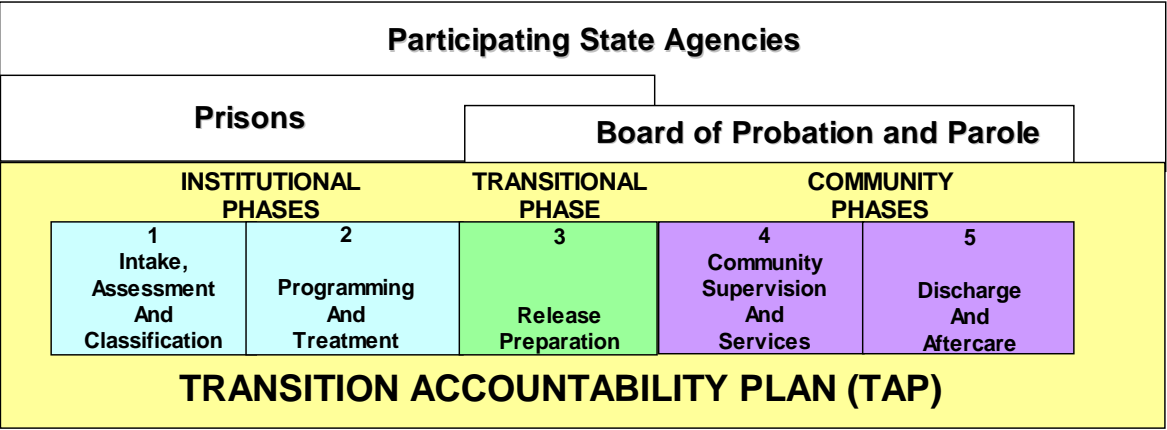 Participating State Agencies
Prisons
Board of Probation and Parole
INSTITUTIONAL
PHASES
TRANSITIONAL
PHASE
COMMUNITY
PHASES
1
Intake,
Assessment
And
Classification
2
Programming
And
Treatment
3
Release
Preparation
4
Community
Supervision
And
Services
5
Discharge
And
Aftercare
TRANSITION ACCOUNTABILITY PLAN (TAP)